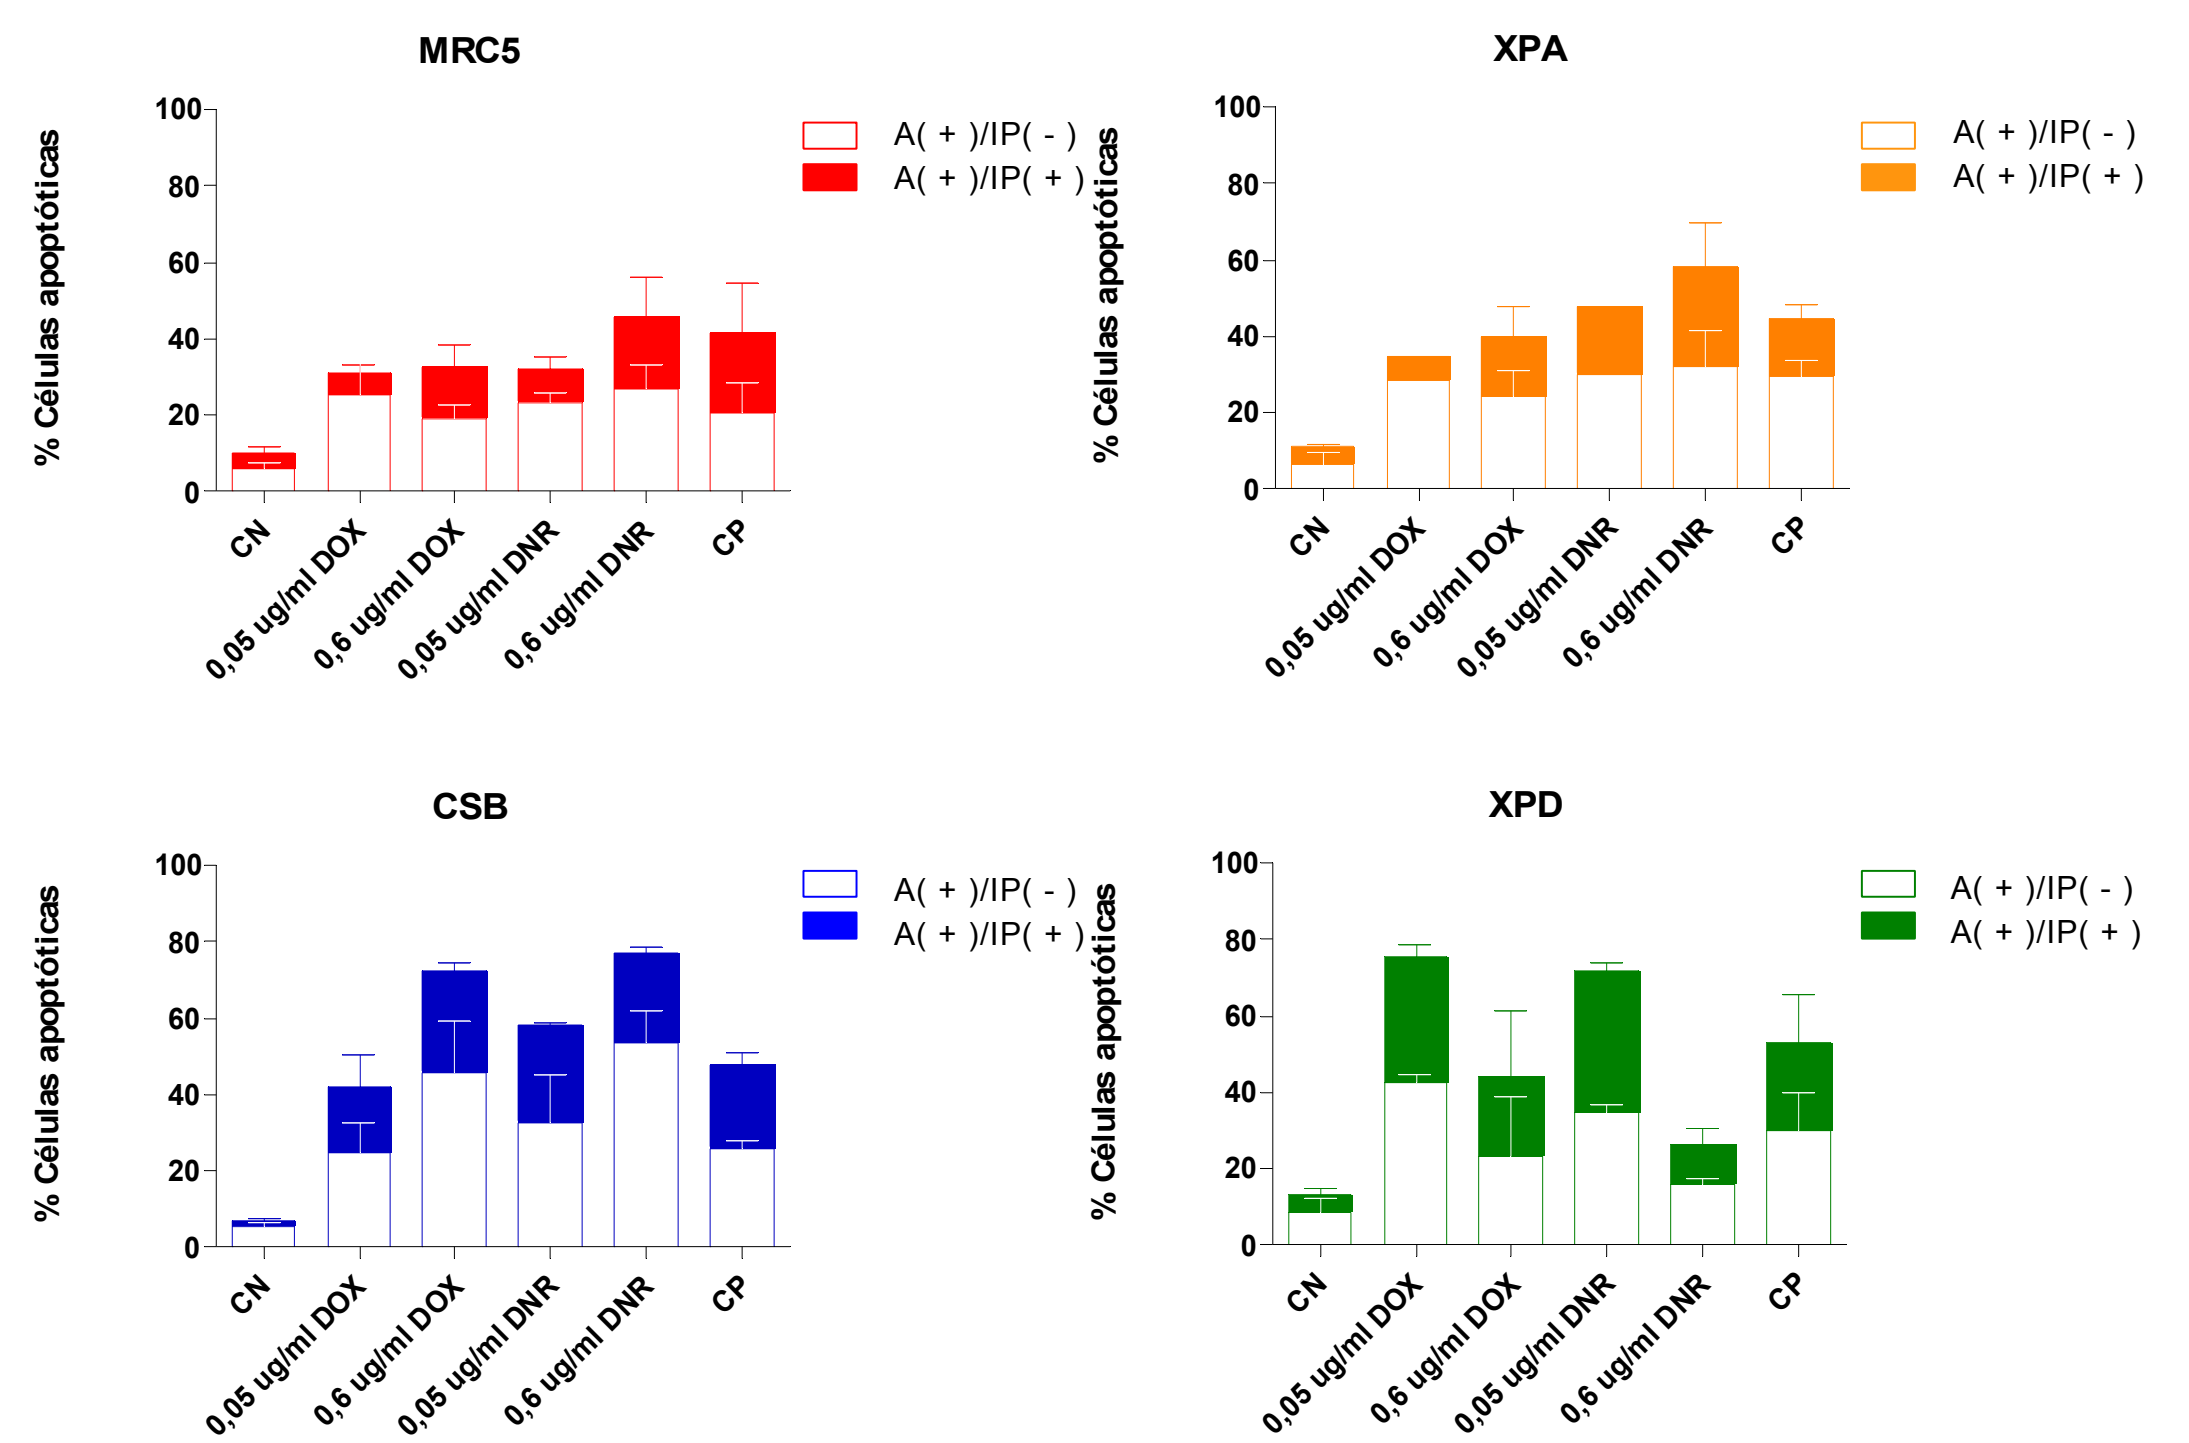 MRC5
% Células apoptóticas
100
80
60
40
20
0
A( + )/IP( - )
A( + )/IP( + )
CN
0,05 ug/ml DOX
0,6 ug/ml DOX
0,05 ug/ml DNR
0,6 ug/ml DNR
CP
XPA
% Células apoptóticas
100
80
60
40
20
0
A( + )/IP( - )
A( + )/IP( + )
CN
0,05 ug/ml DOX
0,6 ug/ml DOX
0,05 ug/ml DNR
0,6 ug/ml DNR
CP
CSB
% Células apoptóticas
100
80
60
40
20
0
A( + )/IP( - )
A( + )/IP( + )
CN
0,05 ug/ml DOX
0,6 ug/ml DOX
0,05 ug/ml DNR
0,6 ug/ml DNR
CP
XPD
% Células apoptóticas
100
80
60
40
20
0
A( + )/IP( - )
A( + )/IP( + )
CN
0,05 ug/ml DOX
0,6 ug/ml DOX
0,05 ug/ml DNR
0,6 ug/ml DNR
CP